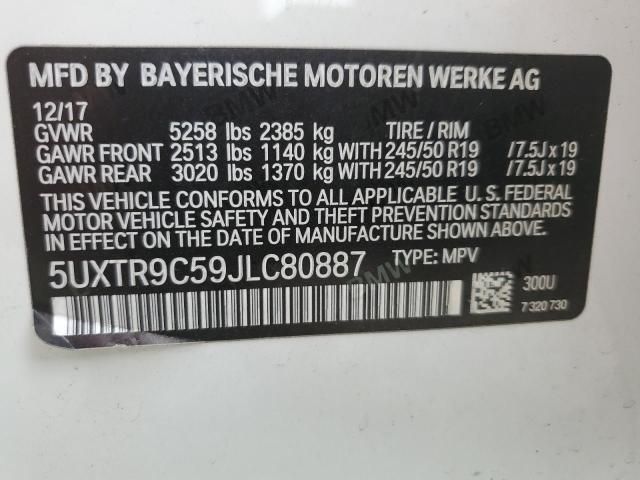 MFD BY BAYERISCHE MOTOREN WERKE AG
12/17
GVWR 5258 lbs 2385 kg TIRE / RIM
GAWR FRONT 2513 lbs 1140 kg WITH 245/50 R19 /7.5J x 19
GAWR REAR 3020 lbs 1370 kg WITH 245/50 R19 /7.5J x 19
THIS VEHICLE CONFORMS TO ALL APPLICABLE U. S. FEDERAL
MOTOR VEHICLE SAFETY AND THEFT PREVENTION STANDARDS
IN EFFECT ON THE DATE OF MANUFACTURE SHOWN ABOVE.
5UXTR9C59JLC80887 TYPE: MPV
300U
7 320 730